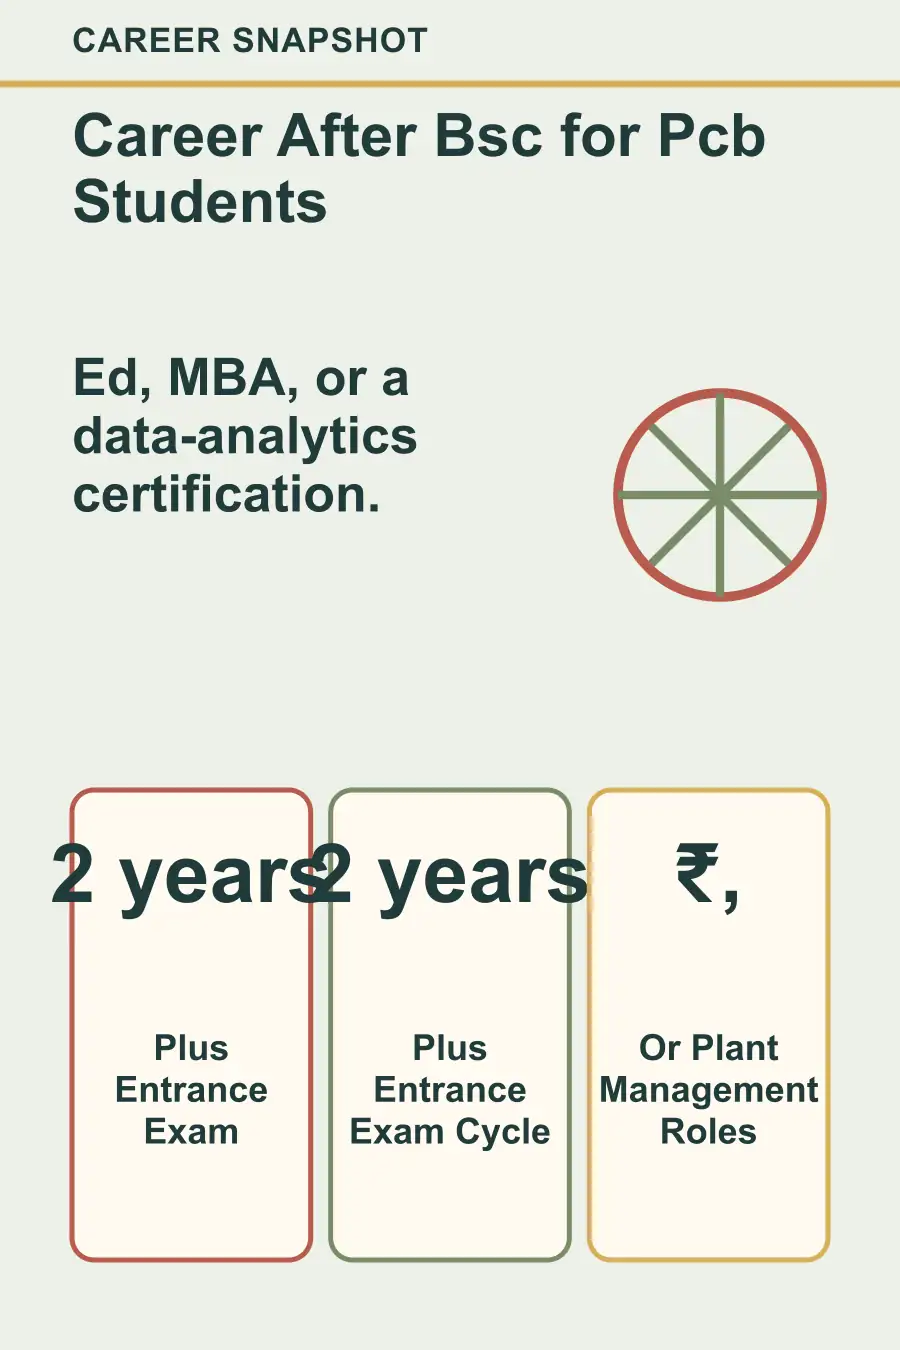 CAREER SNAPSHOT
Career After Bsc for Pcb
Students
Ed, MBA, or a
data-analytics
certification.
2 years
Plus
Entrance
Exam
2 years
Plus
Entrance
Exam Cycle
₹,
Or Plant
Management
Roles